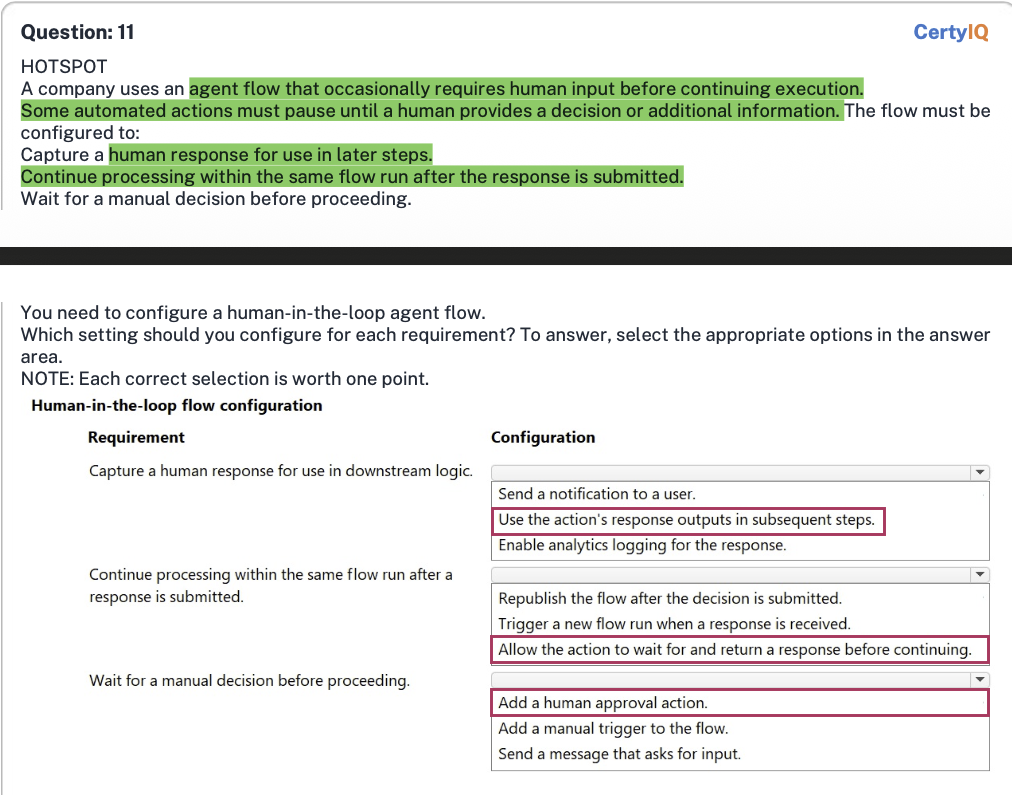 Question: 11
CertyIQ
HOTSPOT
A company uses an agent flow that occasionally requires human input before continuing execution.
Some automated actions must pause until a human provides a decision or additional information. The flow must be
configured to:
Capture a human response for use in later steps.
Continue processing within the same flow run after the response is submitted.
Wait for a manual decision before proceeding.
You need to configure a human-in-the-loop agent flow.
Which setting should you configure for each requirement? To answer, select the appropriate options in the answer
area.
NOTE: Each correct selection is worth one point.
Human-in-the-loop flow configuration
Requirement
Configuration
Capture a human response for use in downstream logic.
Send a notification to a user.
Use the action's response outputs in subsequent steps.
Enable analytics logging for the response.
Continue processing within the same flow run after a
response is submitted.
Republish the flow after the decision is submitted.
Trigger a new flow run when a response is received.
Allow the action to wait for and return a response before continuing.
Wait for a manual decision before proceeding.
Add a human approval action.
Add a manual trigger to the flow.
Send a message that asks for input.